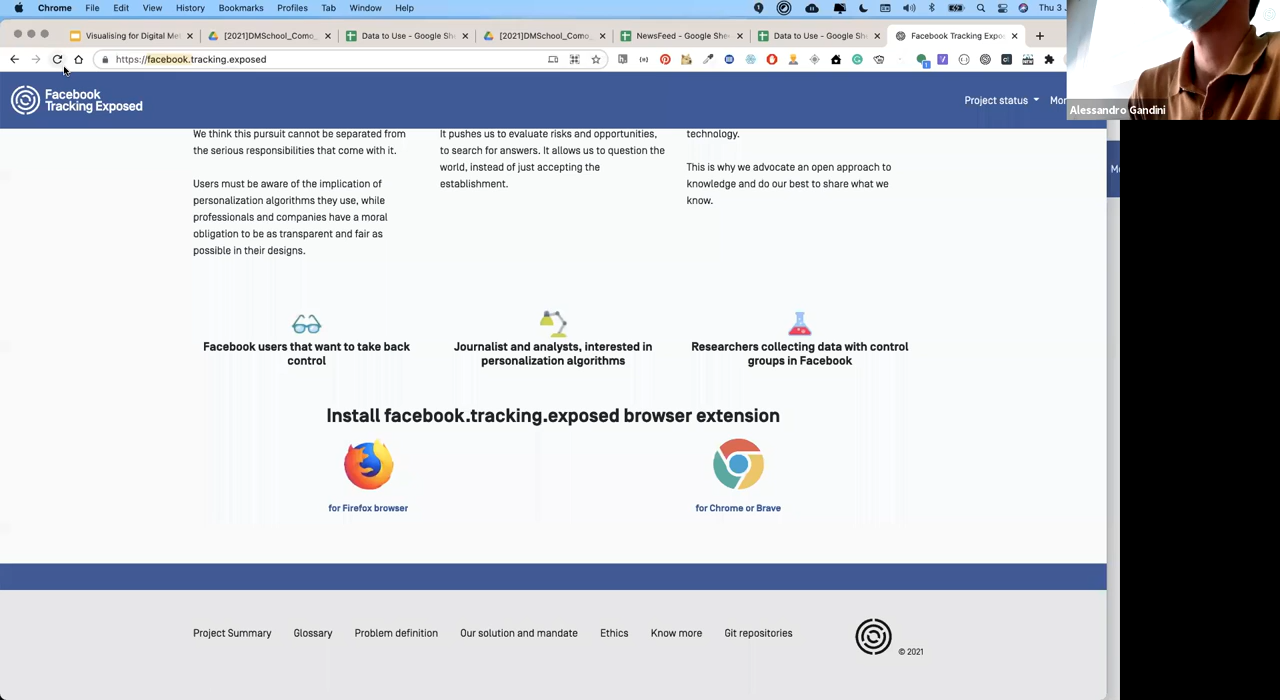 Chrome File Edit View History Bookmarks Profiles Tab Window Help Thu 3
Visualising for Digital Me [2021]DMSchool_Como_ Data to Use - Google She [2021]DMSchool_Como_ NewsFeed - Google She Data to Use - Google She Facebook Tracking Expo
https://facebook.tracking.exposed
Facebook
Tracking Exposed
Project status
Alessandro Gandini
We think this pursuit cannot be separated from
the serious responsibilities that come with it.
Users must be aware of the implication of
personalization algorithms they use, while
professionals and companies have a moral
obligation to be as transparent and fair as
possible in their designs.
It pushes us to evaluate risks and opportunities,
to search for answers. It allows us to question the
world, instead of just accepting the
establishment.
technology.
This is why we advocate an open approach to
knowledge and do our best to share what we
know.
Facebook users that want to take back
control
Journalist and analysts, interested in
personalization algorithms
Researchers collecting data with control
groups in Facebook
Install facebook.tracking.exposed browser extension
for Firefox browser
for Chrome or Brave
Project Summary Glossary Problem definition Our solution and mandate Ethics Know more Git repositories
© 2021